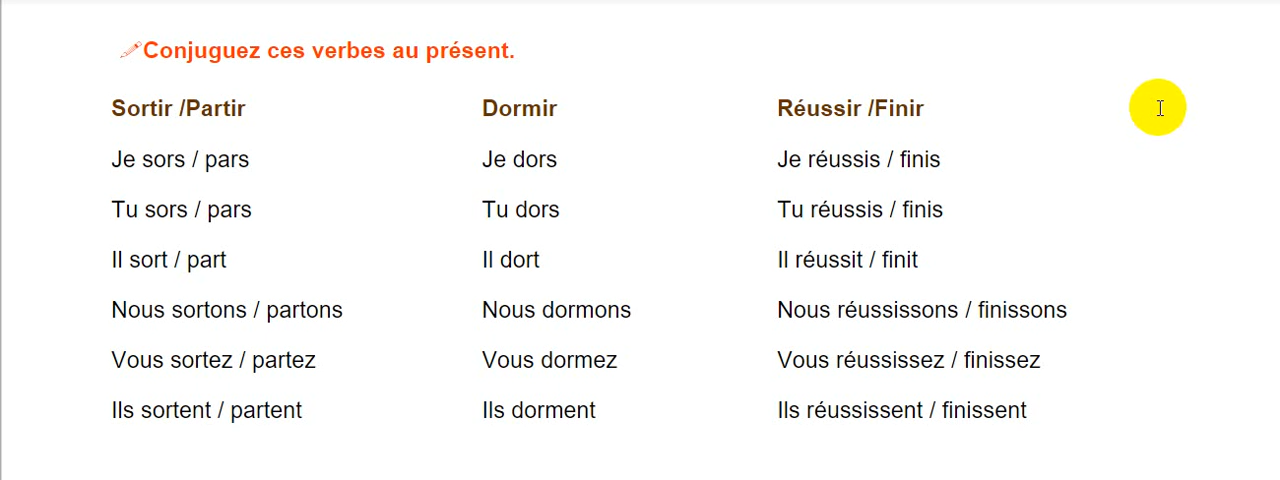 Conjuguez ces verbes au présent.
Sortir /Partir Dormir Réussir /Finir
Je sors / pars Je dors Je réussis / finis
Tu sors / pars Tu dors Tu réussis / finis
Il sort / part Il dort Il réussit / finit
Nous sortons / partons Nous dormons Nous réussissons / finissons
Vous sortez / partez Vous dormez Vous réussissez / finissez
Ils sortent / partent Ils dorment Ils réussissent / finissent